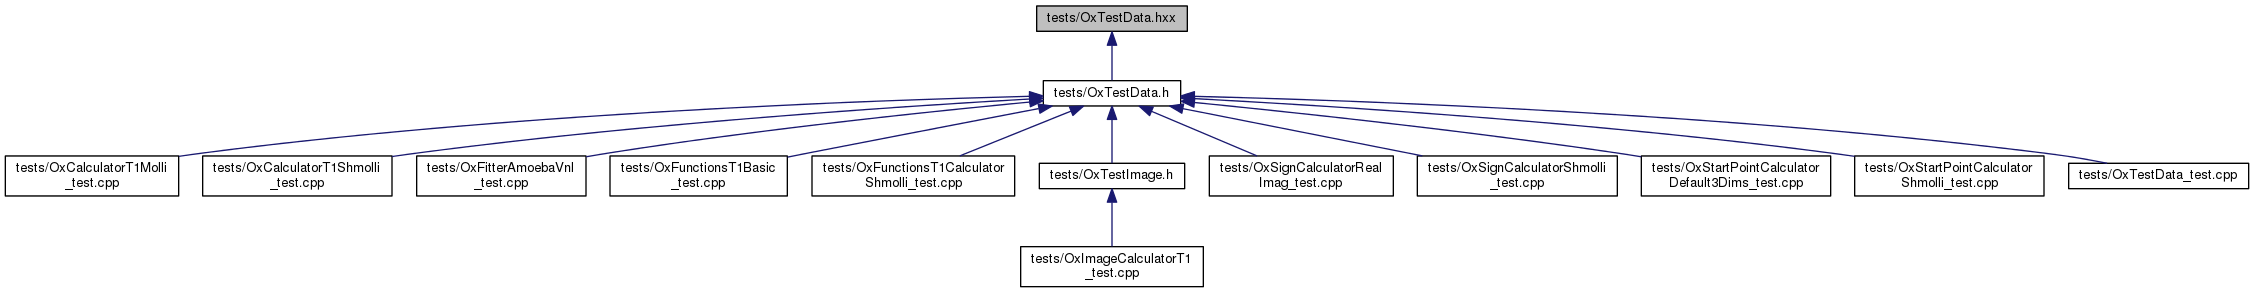 tests/OxTestData.hxx
tests/OxTestData.h
tests/OxCalculatorT1Molli
_test.cpp
tests/OxCalculatorT1Shmolli
_test.cpp
tests/OxFitterAmoebaVnl
_test.cpp
tests/OxFunctionsT1Basic
_test.cpp
tests/OxFunctionsT1Calculator
Shmolli_test.cpp
tests/OxTestImage.h
tests/OxSignCalculatorReal
Imag_test.cpp
tests/OxSignCalculatorShmolli
_test.cpp
tests/OxStartPointCalculator
Default3Dims_test.cpp
tests/OxStartPointCalculator
Shmolli_test.cpp
tests/OxTestData_test.cpp
tests/OxImageCalculatorT1
_test.cpp